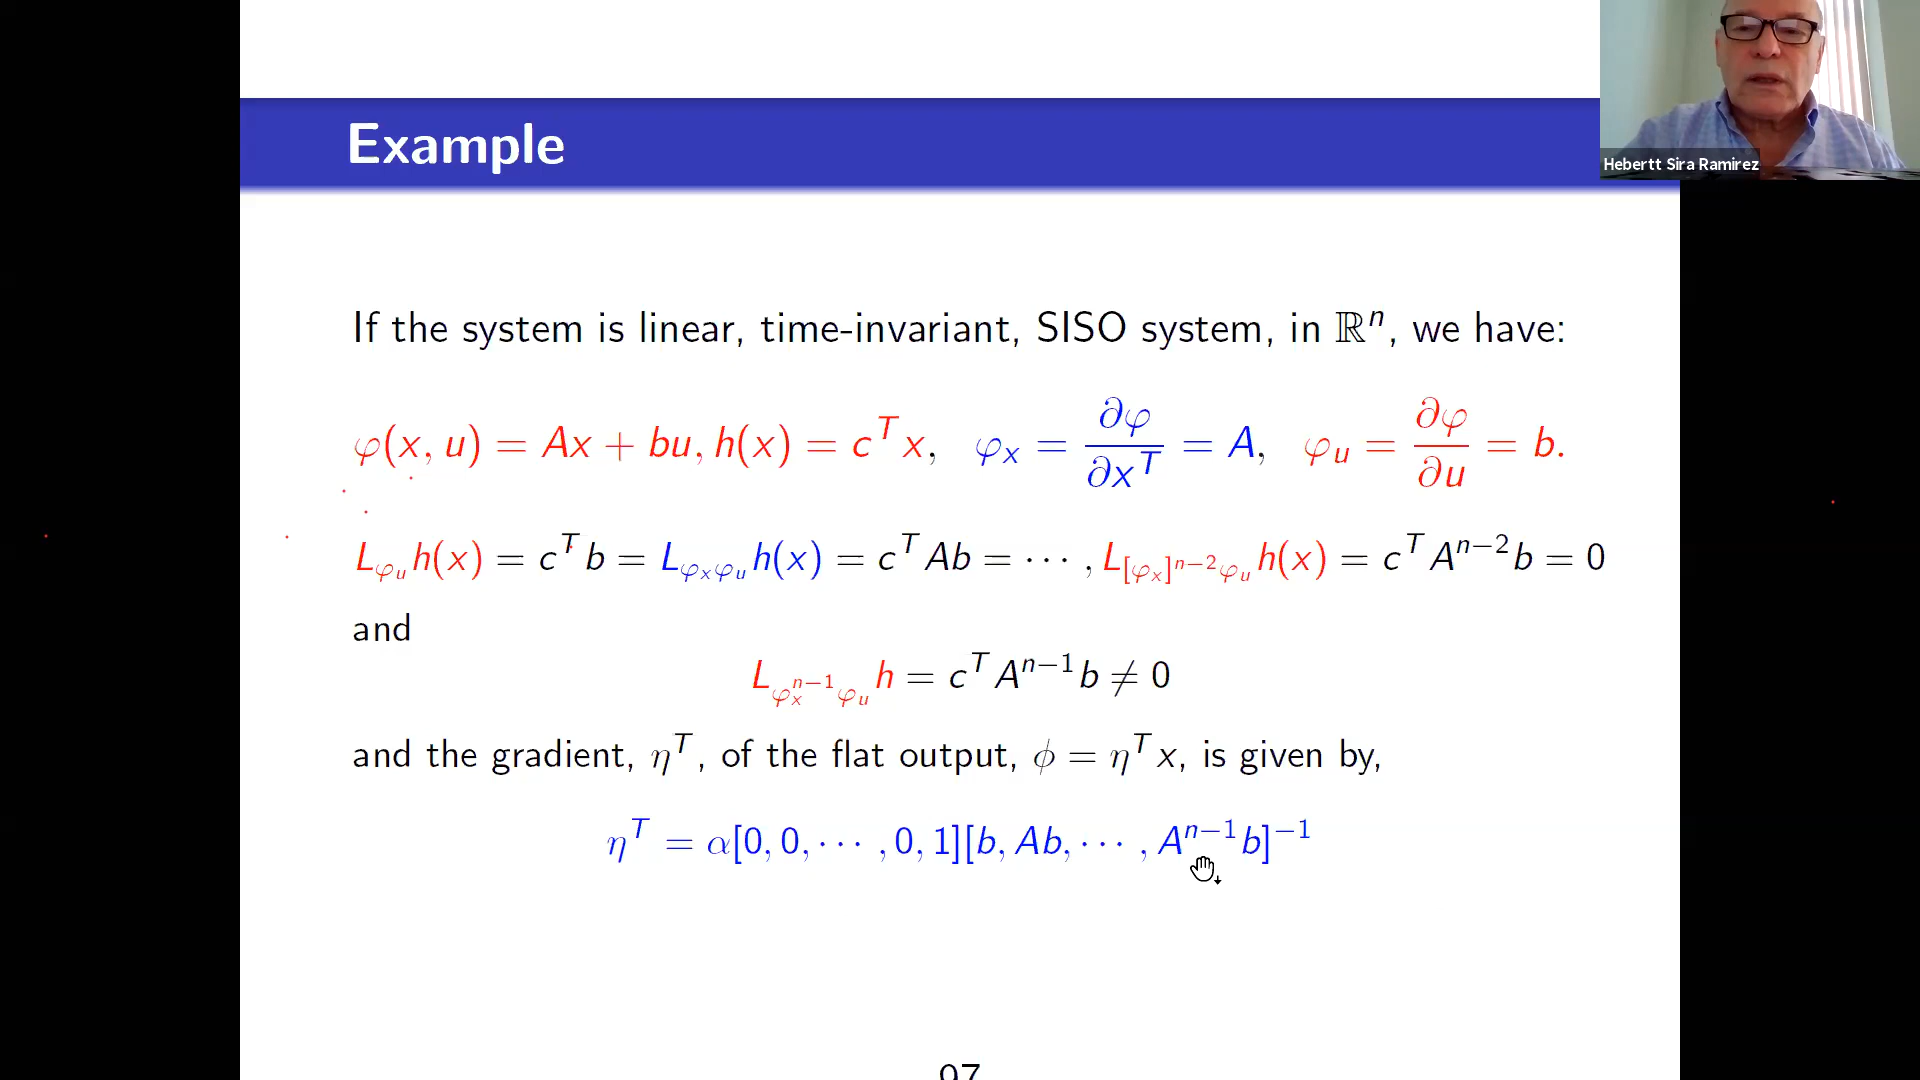 Example
Hebertt Sira Ramirez
If the system is linear, time-invariant, SISO system, in ℝⁿ, we have:
φ(x, u) = Ax + bu, h(x) = cᵀx, φₓ = ∂φ/∂xᵀ = A, φᵤ = ∂φ/∂u = b.
L_{φᵤ}h(x) = cᵀb = L_{φₓφᵤ}h(x) = cᵀAb = ⋯ , L_{[φₓ]ⁿ⁻²φᵤ}h(x) = cᵀAⁿ⁻²b = 0
and
L_{φₓⁿ⁻¹φᵤ}h = cᵀAⁿ⁻¹b ≠ 0
and the gradient, ηᵀ, of the flat output, ϕ = ηᵀx, is given by,
ηᵀ = α[0, 0, ⋯ , 0, 1][b, Ab, ⋯ , Aⁿ⁻¹b]⁻¹
97